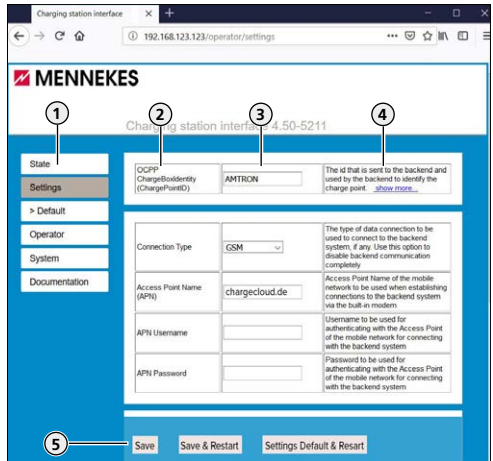 Charging station interface
192.168.123.123/operator/settings
MENNEKES
1
2
3
4
Charging station interface 4.50-5211
State
Settings
> Default
Operator
System
Documentation
OCPP
ChargeBoxIdentity
(ChargePointID)
AMTRON
The id that is sent to the backend and
used by the backend to identify the
charge point. show more...
Connection Type
GSM
The type of data connection to be
used to connect to the backend
system, if any. Use this option to
disable backend communication
completely
Access Point Name
(APN)
chargecloud.de
Access Point Name of the mobile
network to be used when establishing
connections to the backend system
via the built-in modem
APN Username
Username to be used for
authenticating with the Access Point
of the mobile network for connecting
with the backend system
APN Password
Password to be used for
authenticating with the Access Point
of the mobile network for connecting
with the backend system
5
Save
Save & Restart
Settings Default & Resart